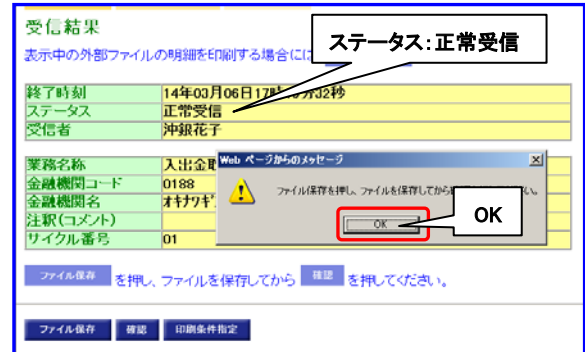 受信結果
ステータス：正常受信
表示中の外部ファイルの明細を印刷する場合には
終了時刻 14年03月06日17時 分32秒
ステータス 正常受信
受信者 沖銀花子
業務名称 入出金取
Web ページからのメッセージ
金融機関コード 0188
ファイル保存を押し、ファイルを保存してから
金融機関名 オキナワギ
注釈(コメント)
OK
OK
サイクル番号 01
ファイル保存 を押し、ファイルを保存してから 確認 を押してください。
ファイル保存 確認 印刷条件指定